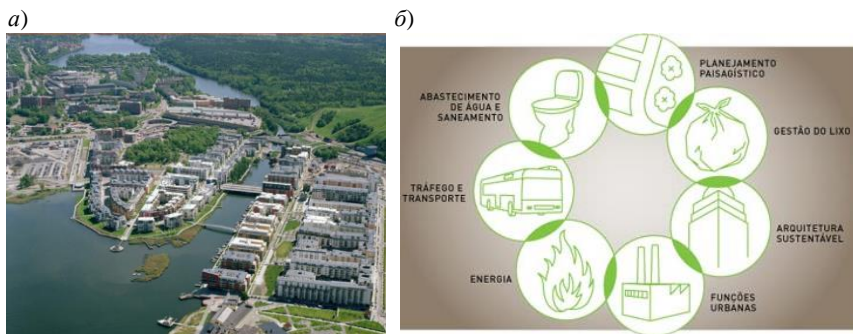 а)
б)
PLANEJAMENTO
PAISAGÍSTICO
ABASTECIMENTO
DE ÁGUA E
SANEAMENTO
GESTÃO DO LIXO
TRÁFEGO E
TRANSPORTE
ARQUITETURA
SUSTENTÁVEL
ENERGIA
FUNÇÕES
URBANAS